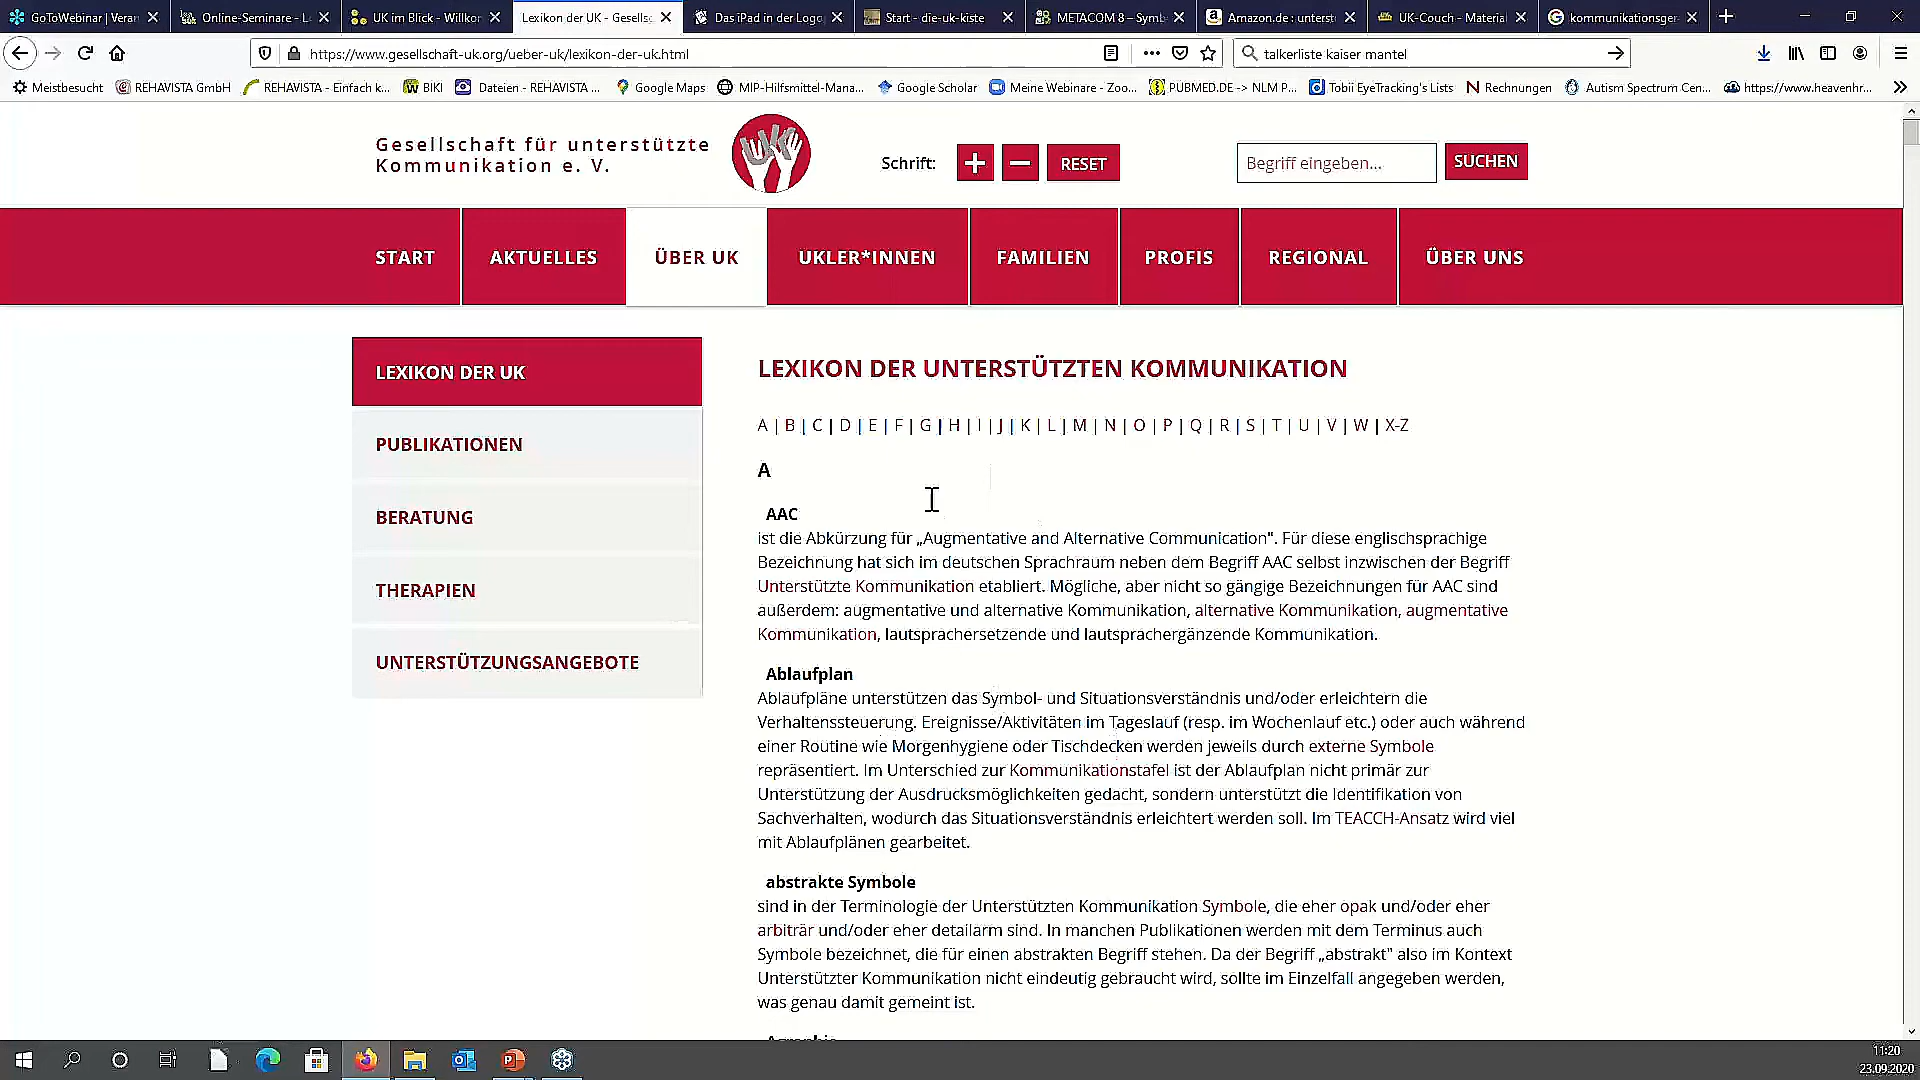 GoToWebinar | Veran
Online-Seminare - L
UK im Blick - Willkor
Lexikon der UK - Gesellsc
Das iPad in der Logo
Start - die-uk-kiste
METACOM 8 – Symb
Amazon.de : unterst
UK-Couch - Material
kommunikationsger
https://www.gesellschaft-uk.org/ueber-uk/lexikon-der-uk.html
talkerliste kaiser mantel
Meistbesucht
REHAVISTA GmbH
REHAVISTA - Einfach k...
BIKI
Dateien - REHAVISTA ...
Google Maps
MIP-Hilfsmittel-Mana...
Google Scholar
Meine Webinare - Zoo...
PUBMED.DE -> NLM P...
Tobii EyeTracking's Lists
Rechnungen
Autism Spectrum Cen...
https://www.heavenhr...
Gesellschaft für unterstützte
Kommunikation e. V.
UK
Schrift:
RESET
Begriff eingeben...
SUCHEN
START
AKTUELLES
ÜBER UK
UKLER*INNEN
FAMILIEN
PROFIS
REGIONAL
ÜBER UNS
LEXIKON DER UK
PUBLIKATIONEN
BERATUNG
THERAPIEN
UNTERSTÜTZUNGSANGEBOTE
LEXIKON DER UNTERSTÜTZTEN KOMMUNIKATION
A | B | C | D | E | F | G | H | I | J | K | L | M | N | O | P | Q | R | S | T | U | V | W | X-Z
A
AAC
ist die Abkürzung für „Augmentative and Alternative Communication". Für diese englischsprachige
Bezeichnung hat sich im deutschen Sprachraum neben dem Begriff AAC selbst inzwischen der Begriff
Unterstützte Kommunikation etabliert. Mögliche, aber nicht so gängige Bezeichnungen für AAC sind
außerdem: augmentative und alternative Kommunikation, alternative Kommunikation, augmentative
Kommunikation, lautsprachersetzende und lautsprachergänzende Kommunikation.
Ablaufplan
Ablaufpläne unterstützen das Symbol- und Situationsverständnis und/oder erleichtern die
Verhaltenssteuerung. Ereignisse/Aktivitäten im Tageslauf (resp. im Wochenlauf etc.) oder auch während
einer Routine wie Morgenhygiene oder Tischdecken werden jeweils durch externe Symbole
repräsentiert. Im Unterschied zur Kommunikationstafel ist der Ablaufplan nicht primär zur
Unterstützung der Ausdrucksmöglichkeiten gedacht, sondern unterstützt die Identifikation von
Sachverhalten, wodurch das Situationsverständnis erleichtert werden soll. Im TEACCH-Ansatz wird viel
mit Ablaufplänen gearbeitet.
abstrakte Symbole
sind in der Terminologie der Unterstützten Kommunikation Symbole, die eher opak und/oder eher
arbiträr und/oder eher detailarm sind. In manchen Publikationen werden mit dem Terminus auch
Symbole bezeichnet, die für einen abstrakten Begriff stehen. Da der Begriff „abstrakt" also im Kontext
Unterstützter Kommunikation nicht eindeutig gebraucht wird, sollte im Einzelfall angegeben werden,
was genau damit gemeint ist.
11:20
23.09.2020